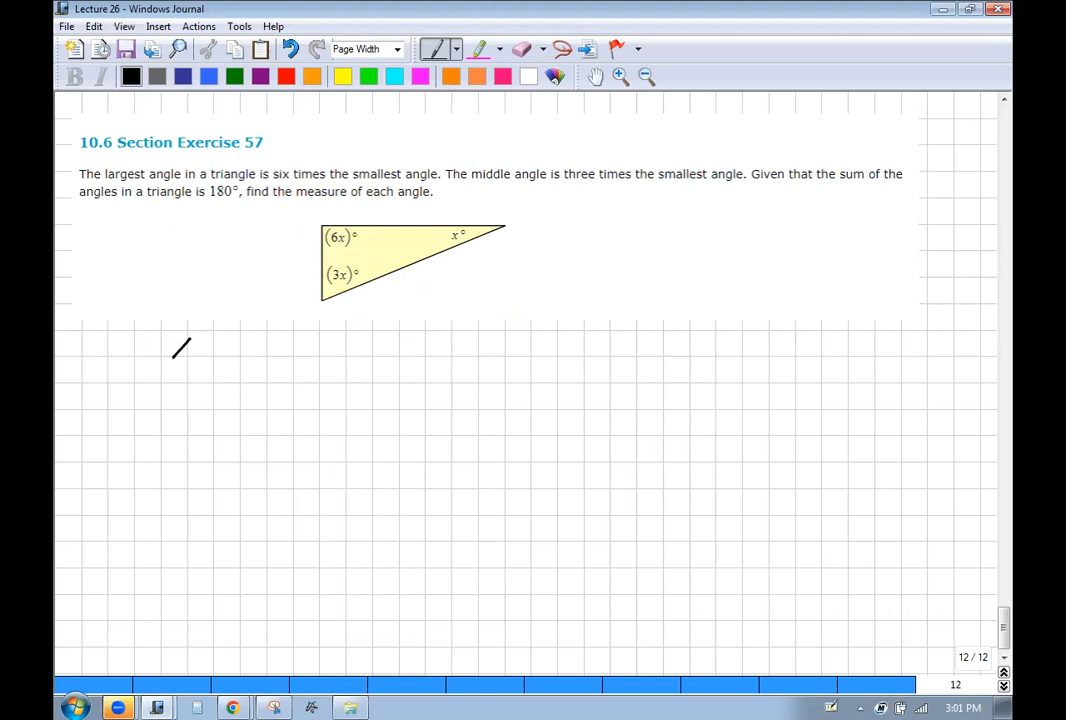 Lecture 26 - Windows Journal
File Edit View Insert Actions Tools Help
Page Width
B I
10.6 Section Exercise 57
The largest angle in a triangle is six times the smallest angle. The middle angle is three times the smallest angle. Given that the sum of the
angles in a triangle is 180°, find the measure of each angle.
(6x)° x°
(3x)°
12 / 12
12
3:01 PM